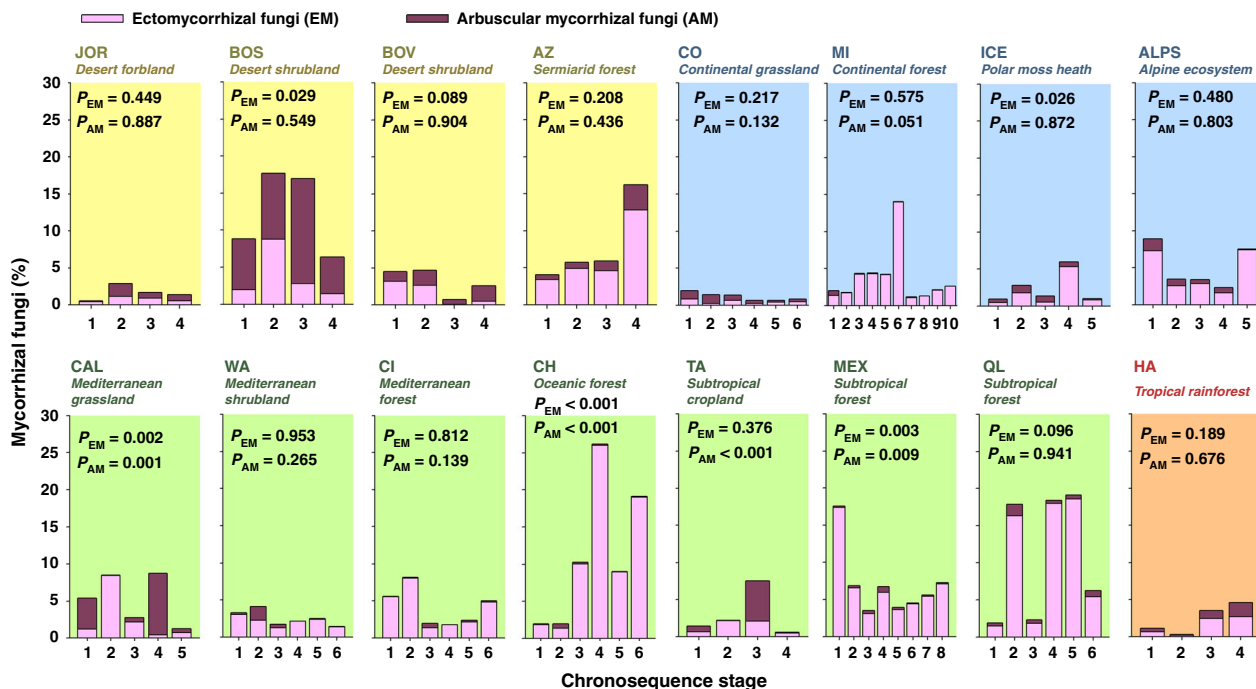 Ectomycorrhizal fungi (EM)
Arbuscular mycorrhizal fungi (AM)
Mycorrhizal fungi (%)
JOR
Desert forbland
30
25
20
15
10
5
0
P_EM = 0.449
P_AM = 0.887
1 2 3 4
BOS
Desert shrubland
P_EM = 0.029
P_AM = 0.549
1 2 3 4
BOV
Desert shrubland
P_EM = 0.089
P_AM = 0.904
1 2 3 4
AZ
Sermiarid forest
P_EM = 0.208
P_AM = 0.436
1 2 3 4
CO
Continental grassland
P_EM = 0.217
P_AM = 0.132
1 2 3 4 5 6
MI
Continental forest
P_EM = 0.575
P_AM = 0.051
1 2 3 4 5 6 7 8 9 10
ICE
Polar moss heath
P_EM = 0.026
P_AM = 0.872
1 2 3 4 5
ALPS
Alpine ecosystem
P_EM = 0.480
P_AM = 0.803
1 2 3 4 5
CAL
Mediterranean
grassland
30
25
20
15
10
5
0
P_EM = 0.002
P_AM = 0.001
1 2 3 4 5
WA
Mediterranean
shrubland
P_EM = 0.953
P_AM = 0.265
1 2 3 4 5 6
CI
Mediterranean
forest
P_EM = 0.812
P_AM = 0.139
1 2 3 4 5 6
CH
Oceanic forest
P_EM < 0.001
P_AM < 0.001
1 2 3 4 5 6
TA
Subtropical
cropland
P_EM = 0.376
P_AM < 0.001
1 2 3 4
MEX
Subtropical
forest
P_EM = 0.003
P_AM = 0.009
1 2 3 4 5 6 7 8
QL
Subtropical
forest
P_EM = 0.096
P_AM = 0.941
1 2 3 4 5 6
HA
Tropical rainforest
P_EM = 0.189
P_AM = 0.676
1 2 3 4
Chronosequence stage